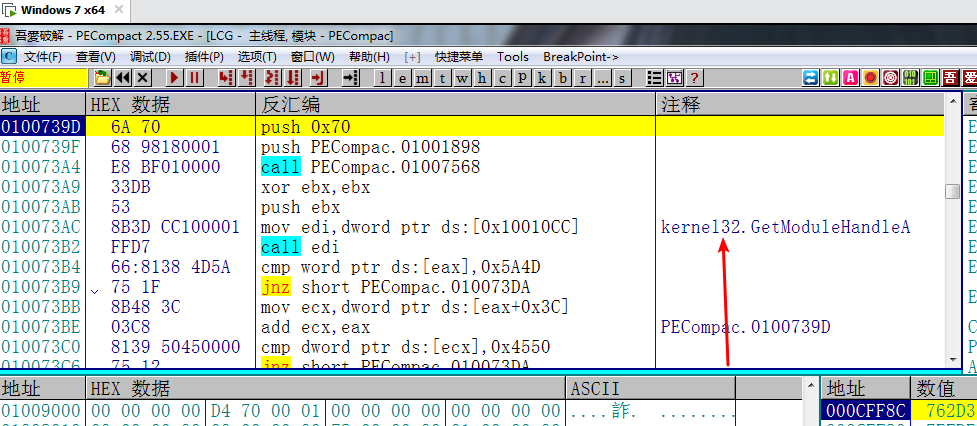 Windows 7 x64
吾愛破解 - PECompact 2.55.EXE - [LCG - 主线程, 模块 - PECompac]
C 文件(F) 查看(V) 调试(D) 插件(P) 选项(T) 窗口(W) 帮助(H) [+] 快捷菜单 Tools BreakPoint->
暂停 l e m t w h c p k b r ... s ? 吾 爱
地址 HEX 数据 反汇编 注释
0100739D 6A 70 push 0x70
0100739F 68 98180001 push PECompac.01001898
010073A4 E8 BF010000 call PECompac.01007568
010073A9 33DB xor ebx,ebx
010073AB 53 push ebx
010073AC 8B3D CC100001 mov edi,dword ptr ds:[0x10010CC] kernel32.GetModuleHandleA
010073B2 FFD7 call edi
010073B4 66:8138 4D5A cmp word ptr ds:[eax],0x5A4D
010073B9 75 1F jnz short PECompac.010073DA
010073BB 8B48 3C mov ecx,dword ptr ds:[eax+0x3C]
010073BE 03C8 add ecx,eax PECompac.0100739D
010073C0 8139 50450000 cmp dword ptr ds:[ecx],0x4550
010073C6 75 12 jnz short PECompac.010073DA
地址 HEX 数据 ASCII 地址 数值
01009000 00 00 00 00 D4 70 00 01 00 00 00 00 00 00 00 00 ....詐. ........ 000CFF8C 762D3